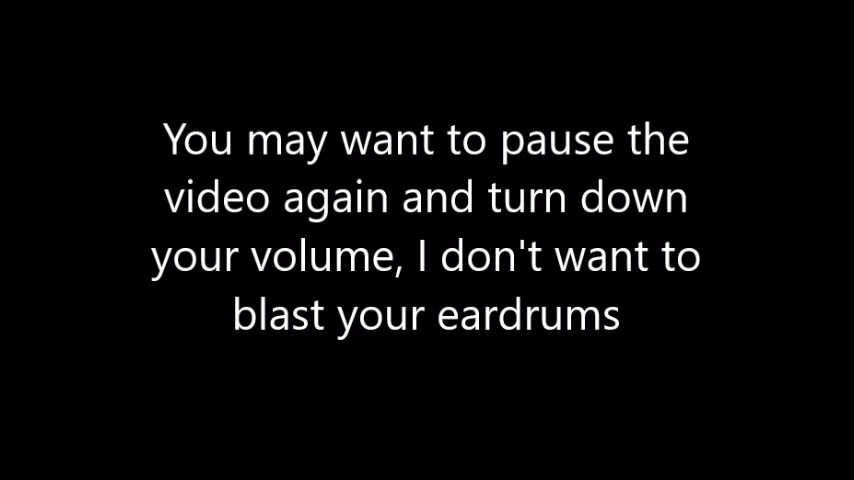 You may want to pause the
video again and turn down
your volume, I don't want to
blast your eardrums